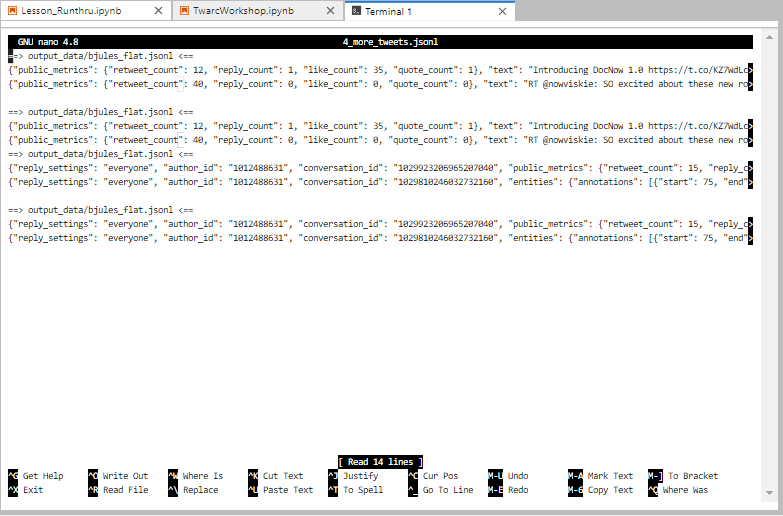 Lesson_Runthru.ipynb
TwarcWorkshop.ipynb
Terminal 1
GNU nano 4.8 4_more_tweets.jsonl
==> output_data/bjules_flat.jsonl <==
{"public_metrics": {"retweet_count": 12, "reply_count": 1, "like_count": 35, "quote_count": 1}, "text": "Introducing DocNow 1.0 https://t.co/KZ7WdLc>
{"public_metrics": {"retweet_count": 40, "reply_count": 0, "like_count": 0, "quote_count": 0}, "text": "RT @nowviskie: SO excited about these new ro>
==> output_data/bjules_flat.jsonl <==
{"public_metrics": {"retweet_count": 12, "reply_count": 1, "like_count": 35, "quote_count": 1}, "text": "Introducing DocNow 1.0 https://t.co/KZ7WdLc>
{"public_metrics": {"retweet_count": 40, "reply_count": 0, "like_count": 0, "quote_count": 0}, "text": "RT @nowviskie: SO excited about these new ro>
==> output_data/bjules_flat.jsonl <==
{"reply_settings": "everyone", "author_id": "1012488631", "conversation_id": "1029923206965207040", "public_metrics": {"retweet_count": 15, "reply_c>
{"reply_settings": "everyone", "author_id": "1012488631", "conversation_id": "1029810246032732160", "entities": {"annotations": [{"start": 75, "end">
==> output_data/bjules_flat.jsonl <==
{"reply_settings": "everyone", "author_id": "1012488631", "conversation_id": "1029923206965207040", "public_metrics": {"retweet_count": 15, "reply_c>
{"reply_settings": "everyone", "author_id": "1012488631", "conversation_id": "1029810246032732160", "entities": {"annotations": [{"start": 75, "end">
[ Read 14 lines ]
^G Get Help ^O Write Out ^W Where Is ^K Cut Text ^J Justify ^C Cur Pos M-U Undo M-A Mark Text M-] To Bracket
^X Exit ^R Read File ^\ Replace ^U Paste Text ^T To Spell ^_ Go To Line M-E Redo M-6 Copy Text ^Q Where Was